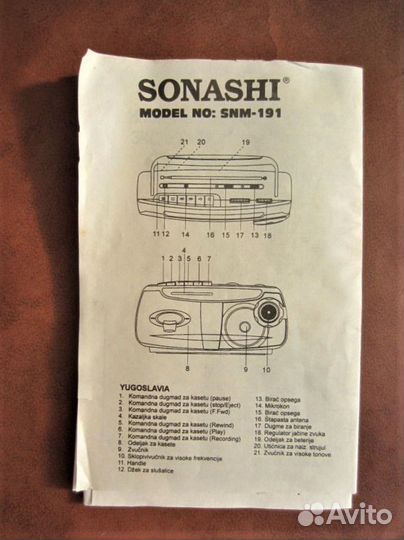 SONASHI®
MODEL NO: SNM-191
21 20 19
11 12 14 16 15 17 13 18
4
1 2 3 5 6 7
8 9 10
YUGOSLAVIA
1. Komandna dugmad za kasetu (pause)
2. Komandna dugmad za kasetu (stop/Eject)
3. Komandna dugmad za kasetu (F.Fwd)
4. Kazaljka skale
5. Komandna dugmad za kasetu (Rewind)
6. Komandna dugmad za kasetu (Play)
7. Komandna dugmad za kasetu (Recording)
8. Odeljak za kasete
9. Zvučnik
10. Sklopivivučnik za visoke frekvencije
11. Handle
12. Džek za slušalice
13. Birač opsega
14. Mikrokon
15. Birač opsega
16. Štapasta antena
17. Dugme za biranje
18. Regulator jačine zvuka
19. Odeljak za baterije
20. Utičnica za naiz. strujul
21. Zvučnik za visoke tonove
Avito